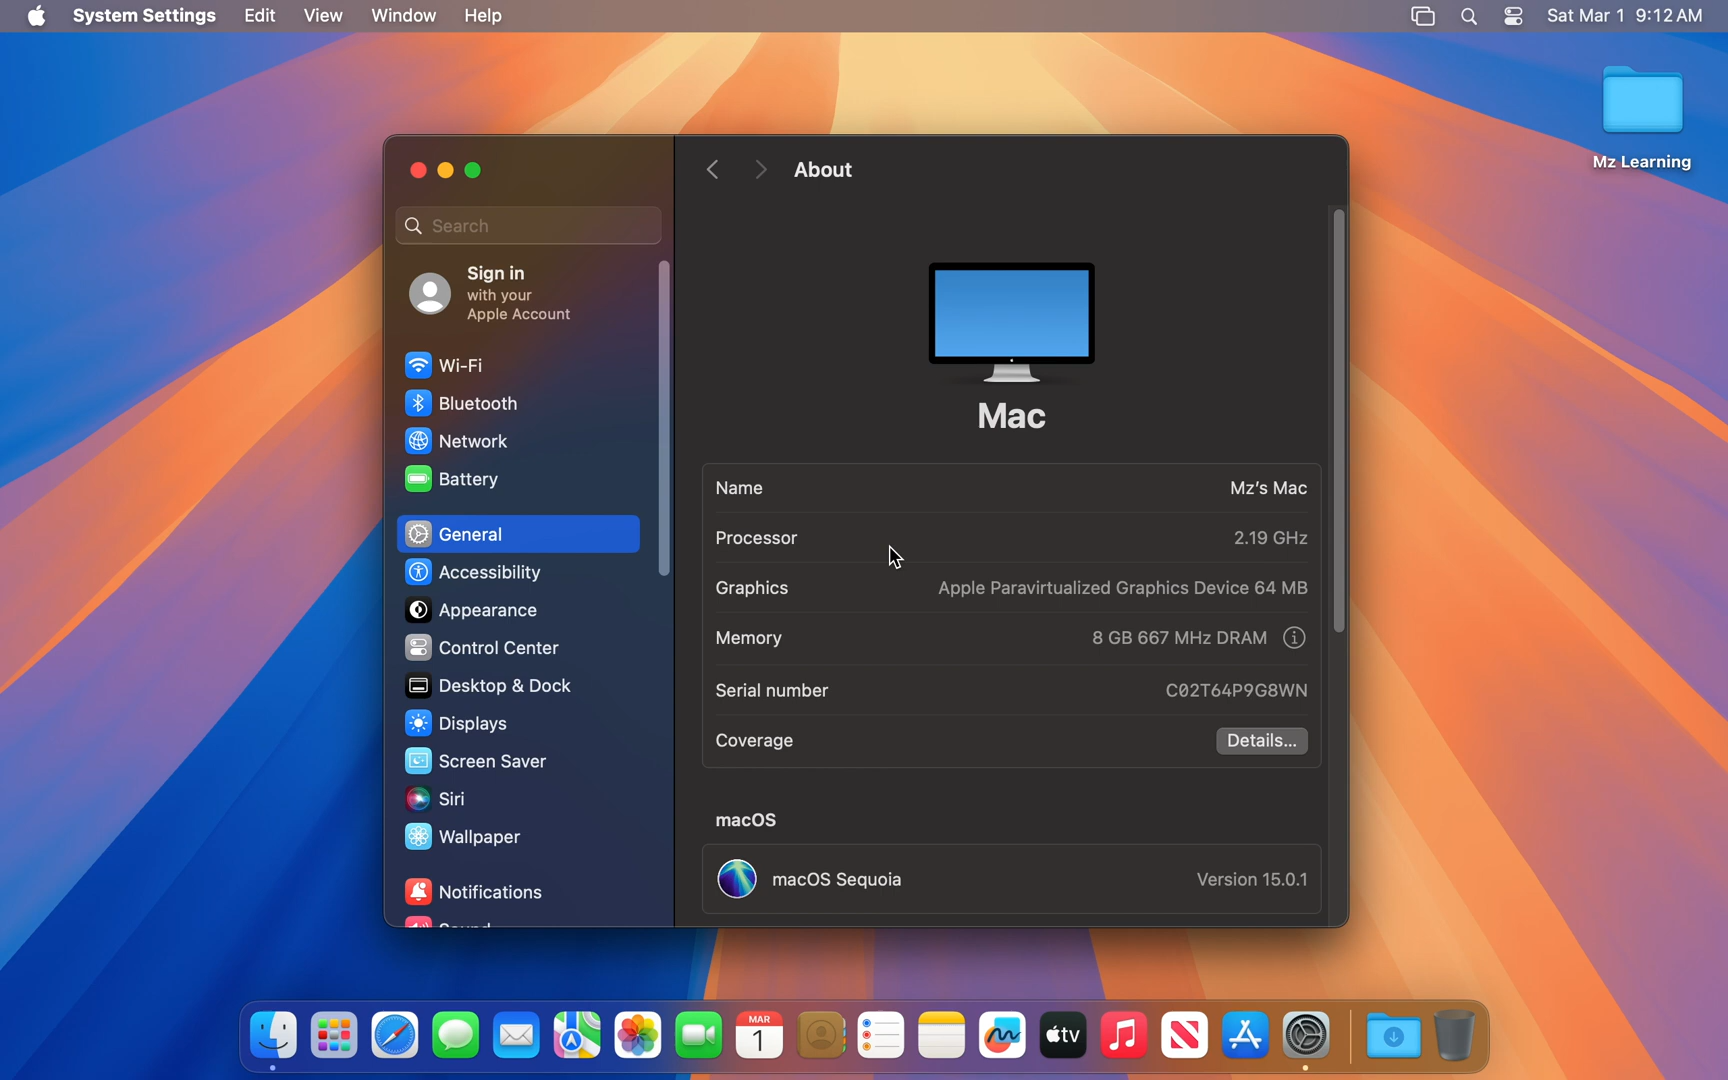 System Settings Edit View Window Help Sat Mar 1 9:12 AM
Mz Learning
About
Search
Sign in
with your
Apple Account
Wi-Fi
Bluetooth
Network
Battery
General
Accessibility
Appearance
Control Center
Desktop & Dock
Displays
Screen Saver
Siri
Wallpaper
Notifications
Sound
Mac
Name Mz's Mac
Processor 2.19 GHz
Graphics Apple Paravirtualized Graphics Device 64 MB
Memory 8 GB 667 MHz DRAM
Serial number C02T64P9G8WN
Coverage Details...
macOS
macOS Sequoia Version 15.0.1
MAR
1
tv